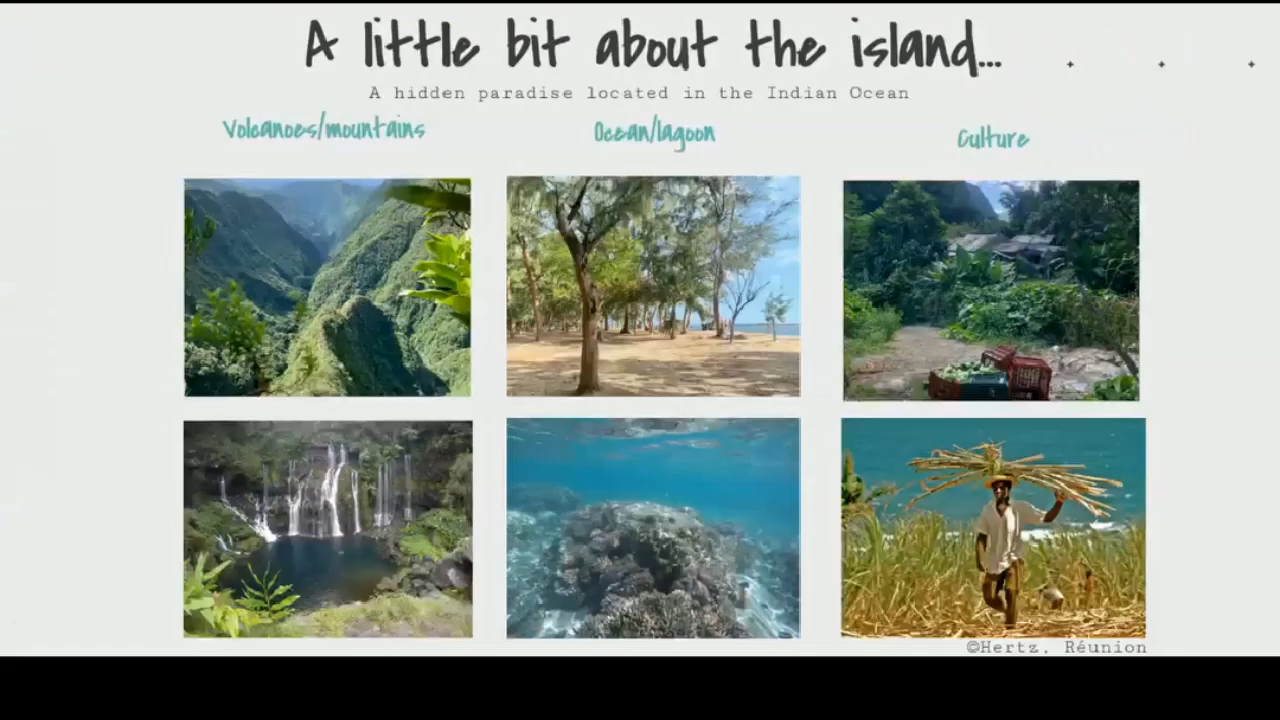 A little bit about the island...
A hidden paradise located in the Indian Ocean
Volcanoes/mountains
Ocean/lagoon
Culture
©Hertz, Réunion